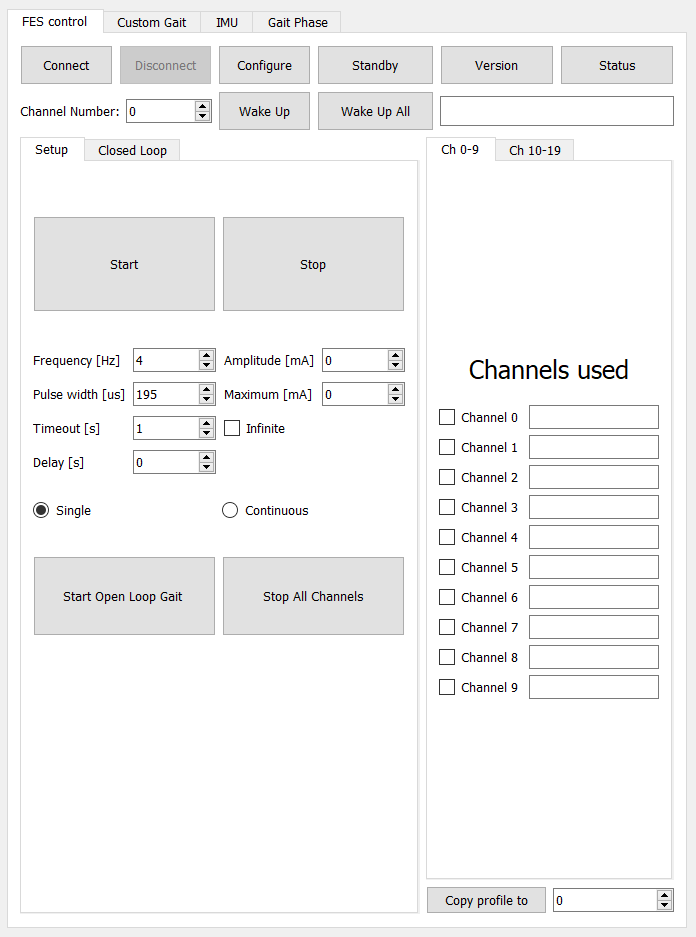 FES control Custom Gait IMU Gait Phase
Connect Disconnect Configure Standby Version Status
Channel Number: 0 Wake Up Wake Up All
Setup Closed Loop
Start Stop
Frequency [Hz] 4 Amplitude [mA] 0
Pulse width [us] 195 Maximum [mA] 0
Timeout [s] 1 Infinite
Delay [s] 0
Single Continuous
Start Open Loop Gait Stop All Channels
Ch 0-9 Ch 10-19
Channels used
Channel 0
Channel 1
Channel 2
Channel 3
Channel 4
Channel 5
Channel 6
Channel 7
Channel 8
Channel 9
Copy profile to 0